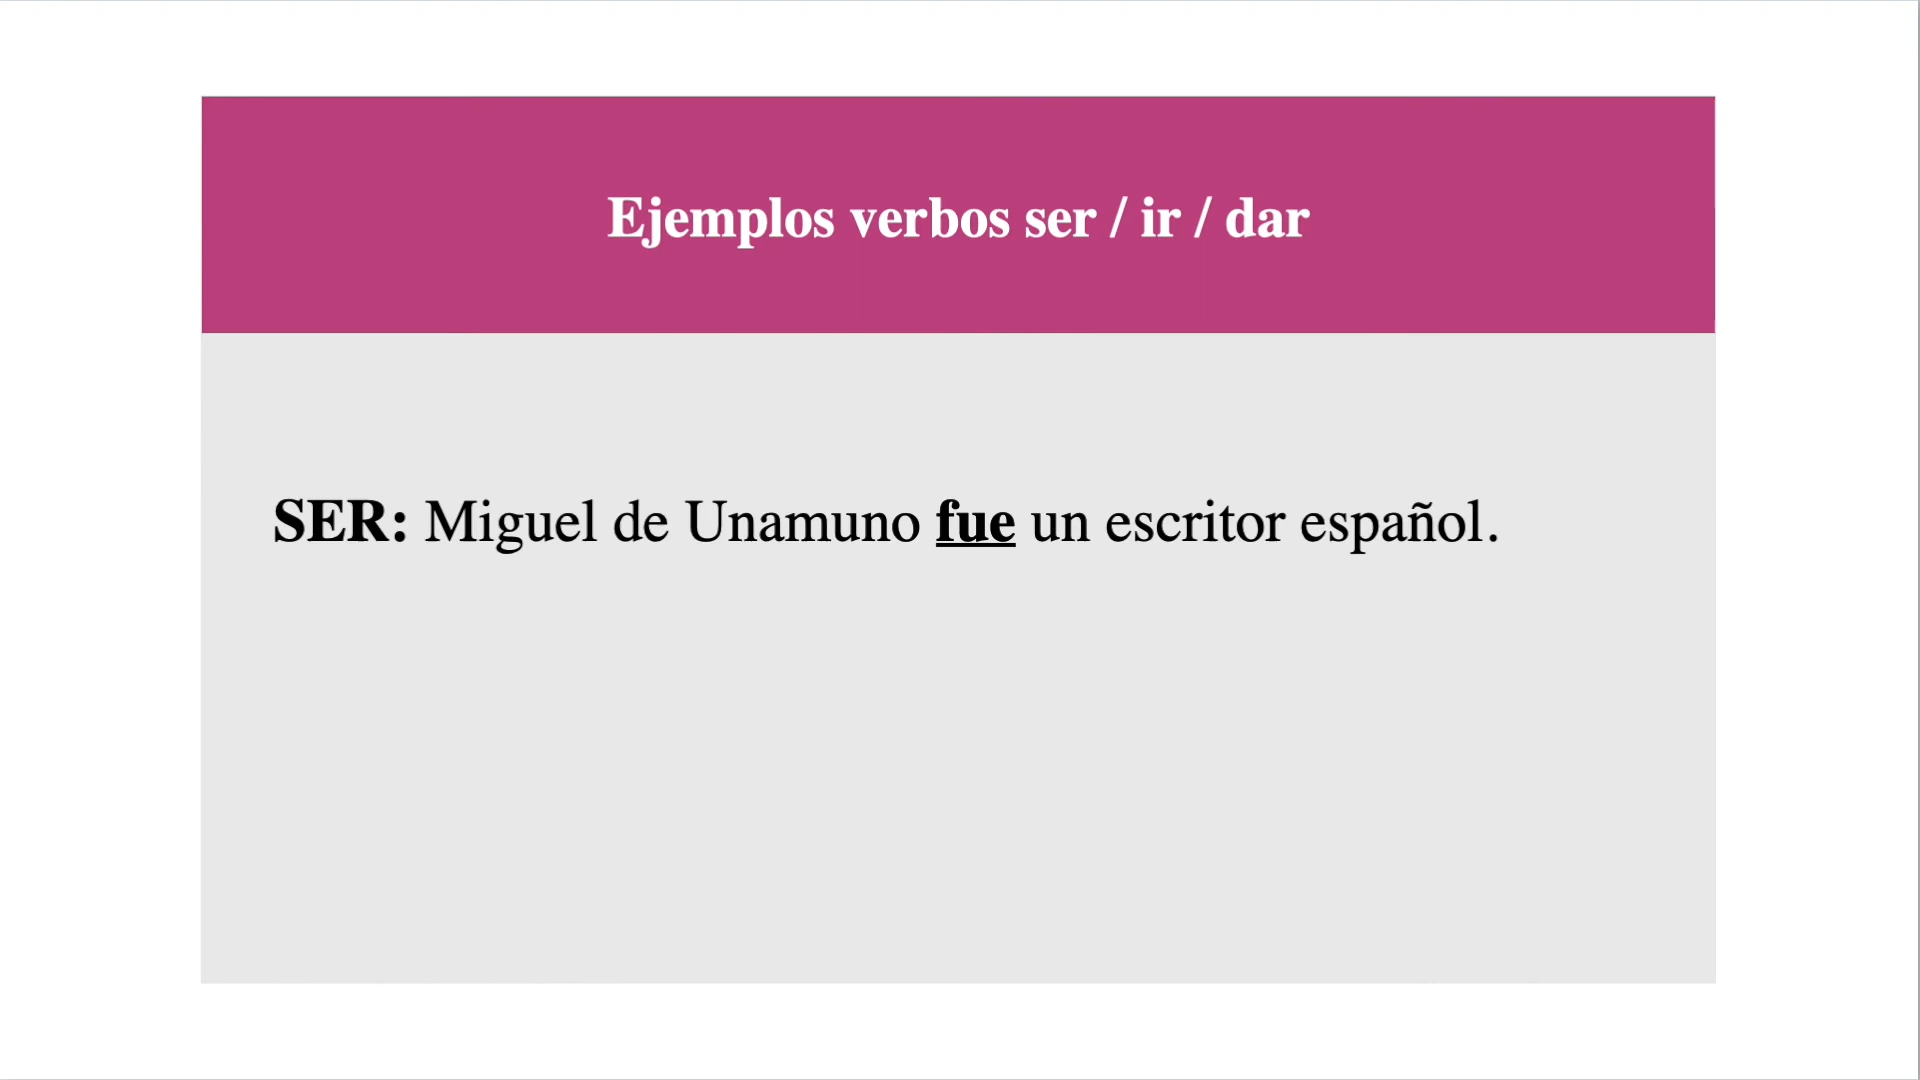 Ejemplos verbos ser / ir / dar
SER: Miguel de Unamuno fue un escritor español.